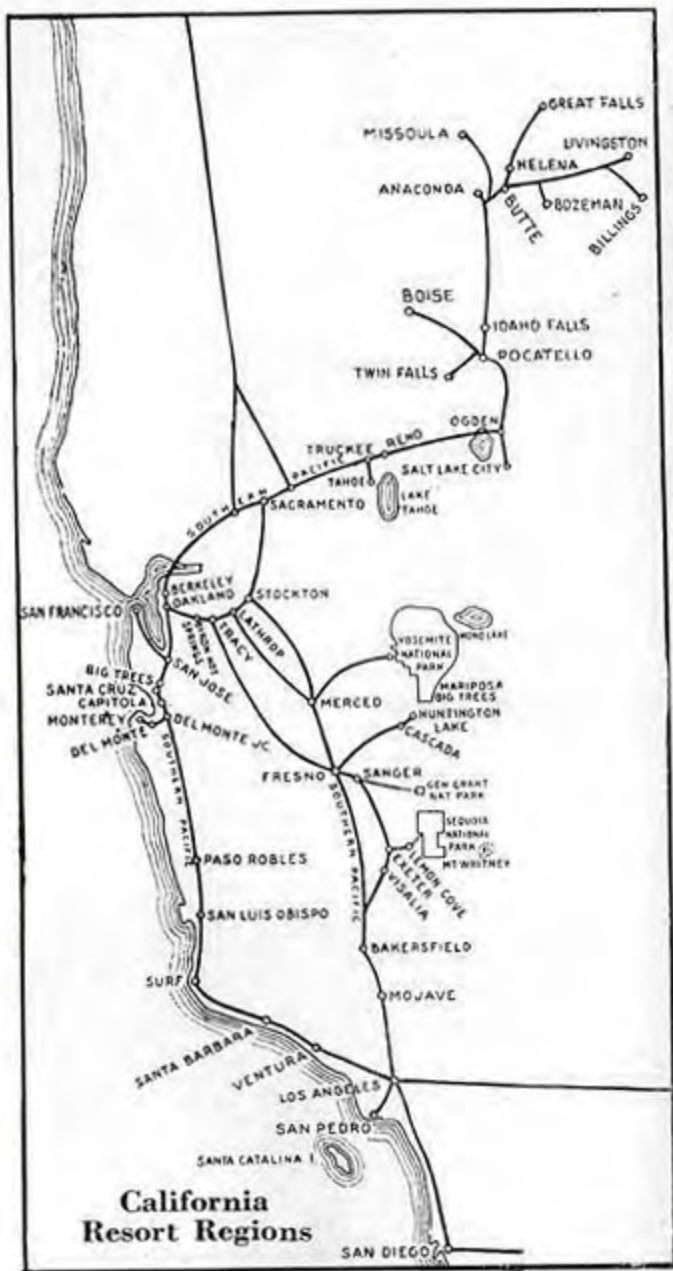 GREAT FALLS
MISSOULA
LIVINGSTON
HELENA
ANACONDA
BUTTE
BOZEMAN
BILLINGS
BOISE
IDAHO FALLS
POCATELLO
TWIN FALLS
OGDEN
TRUCKEE
RENO
SALT LAKE CITY
TAHOE
LAKE
TAHOE
SOUTHERN PACIFIC
SACRAMENTO
BERKELEY
OAKLAND
STOCKTON
SAN FRANCISCO
BYRON HOT
SPRINGS
TRACY
LATHROP
YOSEMITE
NATIONAL
PARK
MONO LAKE
SAN JOSE
BIG TREES
SANTA CRUZ
CAPITOLA
MONTEREY
DEL MONTE
DEL MONTE JC.
MERCED
MARIPOSA
BIG TREES
HUNTINGTON
LAKE
CASCADA
FRESNO
SANGER
GEN GRANT
NAT PARK
SOUTHERN PACIFIC
SOUTHERN PACIFIC
SEQUOIA
NATIONAL
PARK
MT. WHITNEY
LEMON COVE
EXETER
VISALIA
PASO ROBLES
SAN LUIS OBISPO
BAKERSFIELD
SURF
MOJAVE
SANTA BARBARA
VENTURA
LOS ANGELES
SAN PEDRO
SANTA CATALINA I.
California
Resort Regions
SAN DIEGO